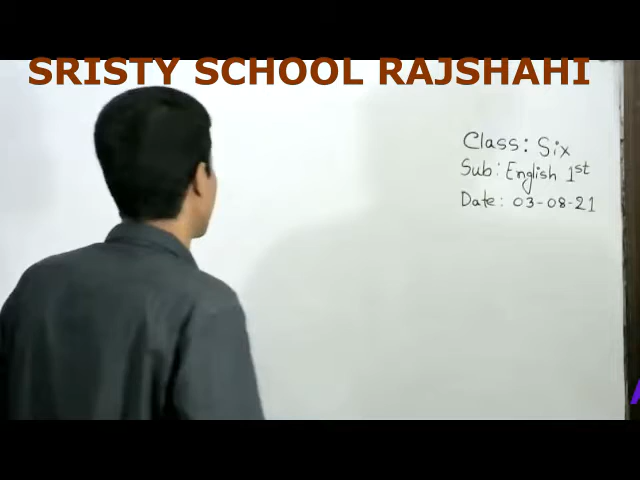 SRISTY SCHOOL RAJSHAHI
Class: Six
Sub: English 1st
Date: 03-08-21